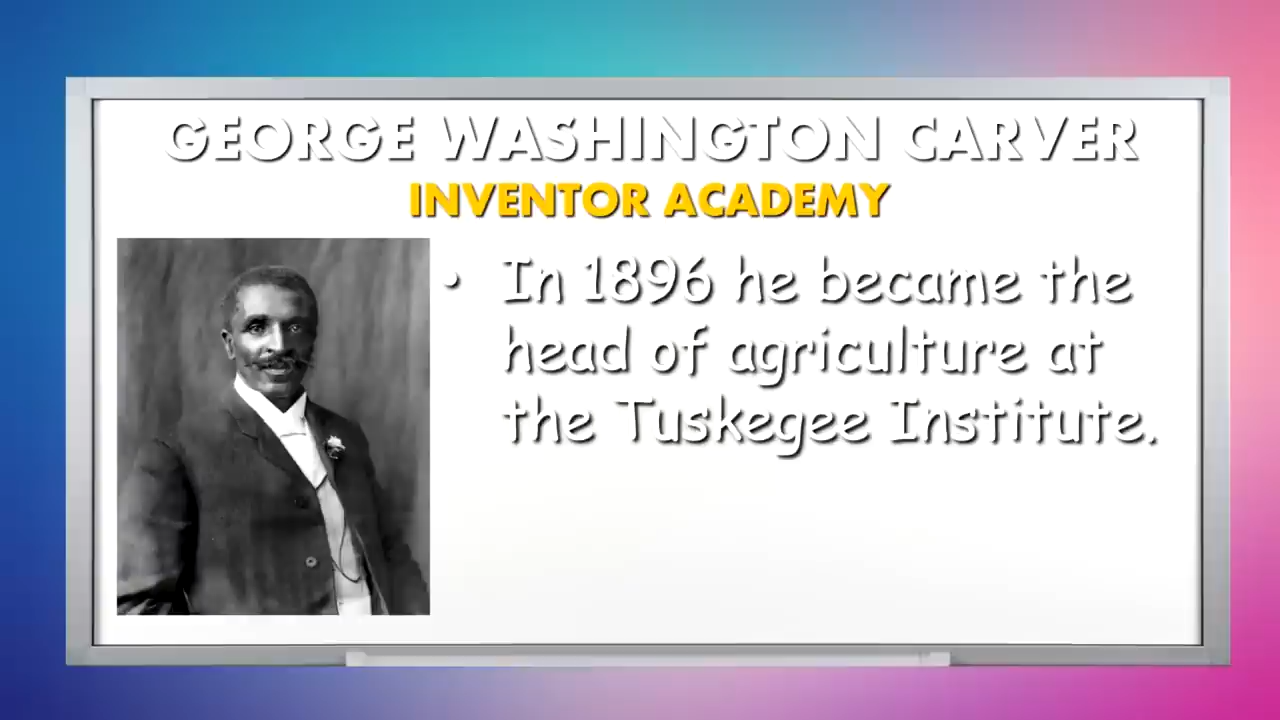 GEORGE WASHINGTON CARVER
INVENTOR ACADEMY
• In 1896 he became the
head of agriculture at
the Tuskegee Institute.